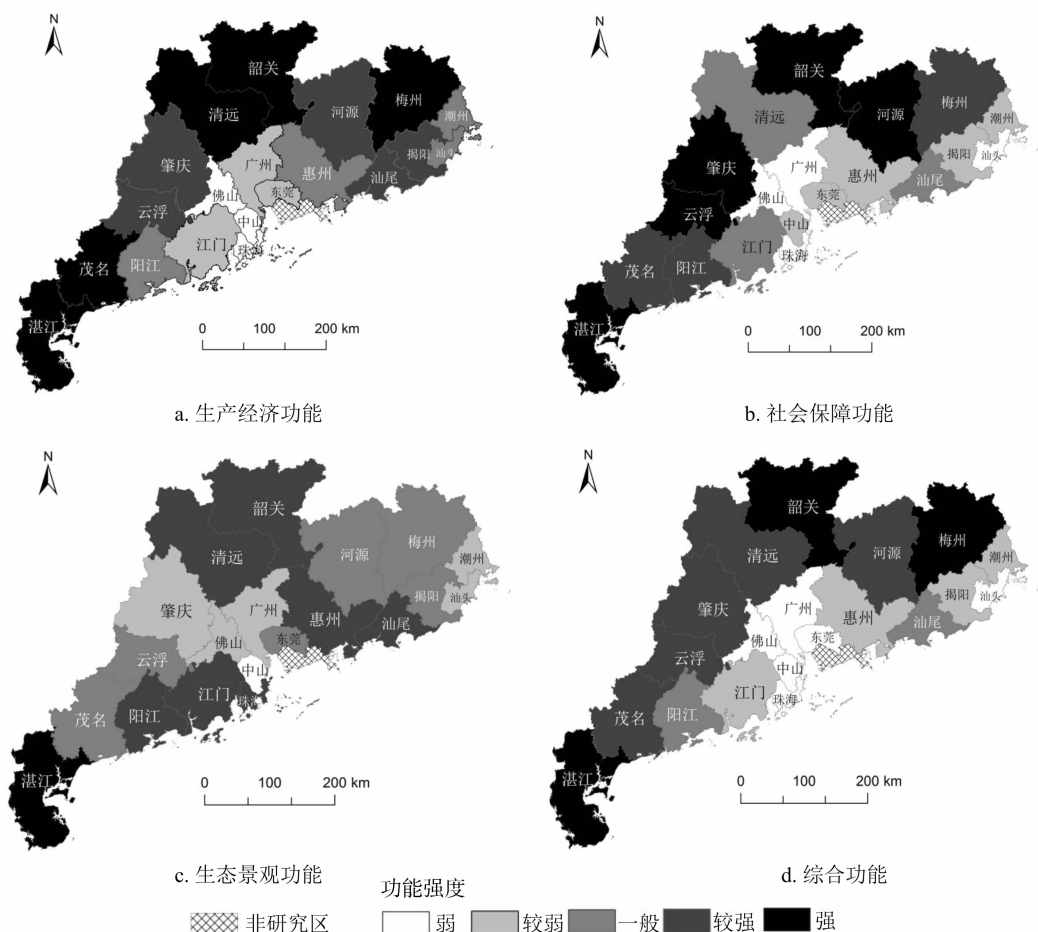 N
韶关
清远
河源
梅州
潮州
肇庆
广州
惠州
揭阳
汕头
佛山
东莞
汕尾
云浮
中山
江门
珠海
茂名
阳江
湛江
0 100 200 km
a. 生产经济功能
N
韶关
清远
河源
梅州
潮州
肇庆
广州
惠州
揭阳
汕头
佛山
东莞
汕尾
云浮
中山
江门
珠海
茂名
阳江
湛江
0 100 200 km
b. 社会保障功能
N
韶关
清远
河源
梅州
潮州
肇庆
广州
惠州
揭阳
汕头
佛山
东莞
汕尾
云浮
中山
江门
珠海
茂名
阳江
湛江
0 100 200 km
c. 生态景观功能
N
韶关
清远
河源
梅州
潮州
肇庆
广州
惠州
揭阳
汕头
佛山
东莞
汕尾
云浮
中山
江门
珠海
茂名
阳江
湛江
0 100 200 km
d. 综合功能
功能强度
非研究区 弱 较弱 一般 较强 强